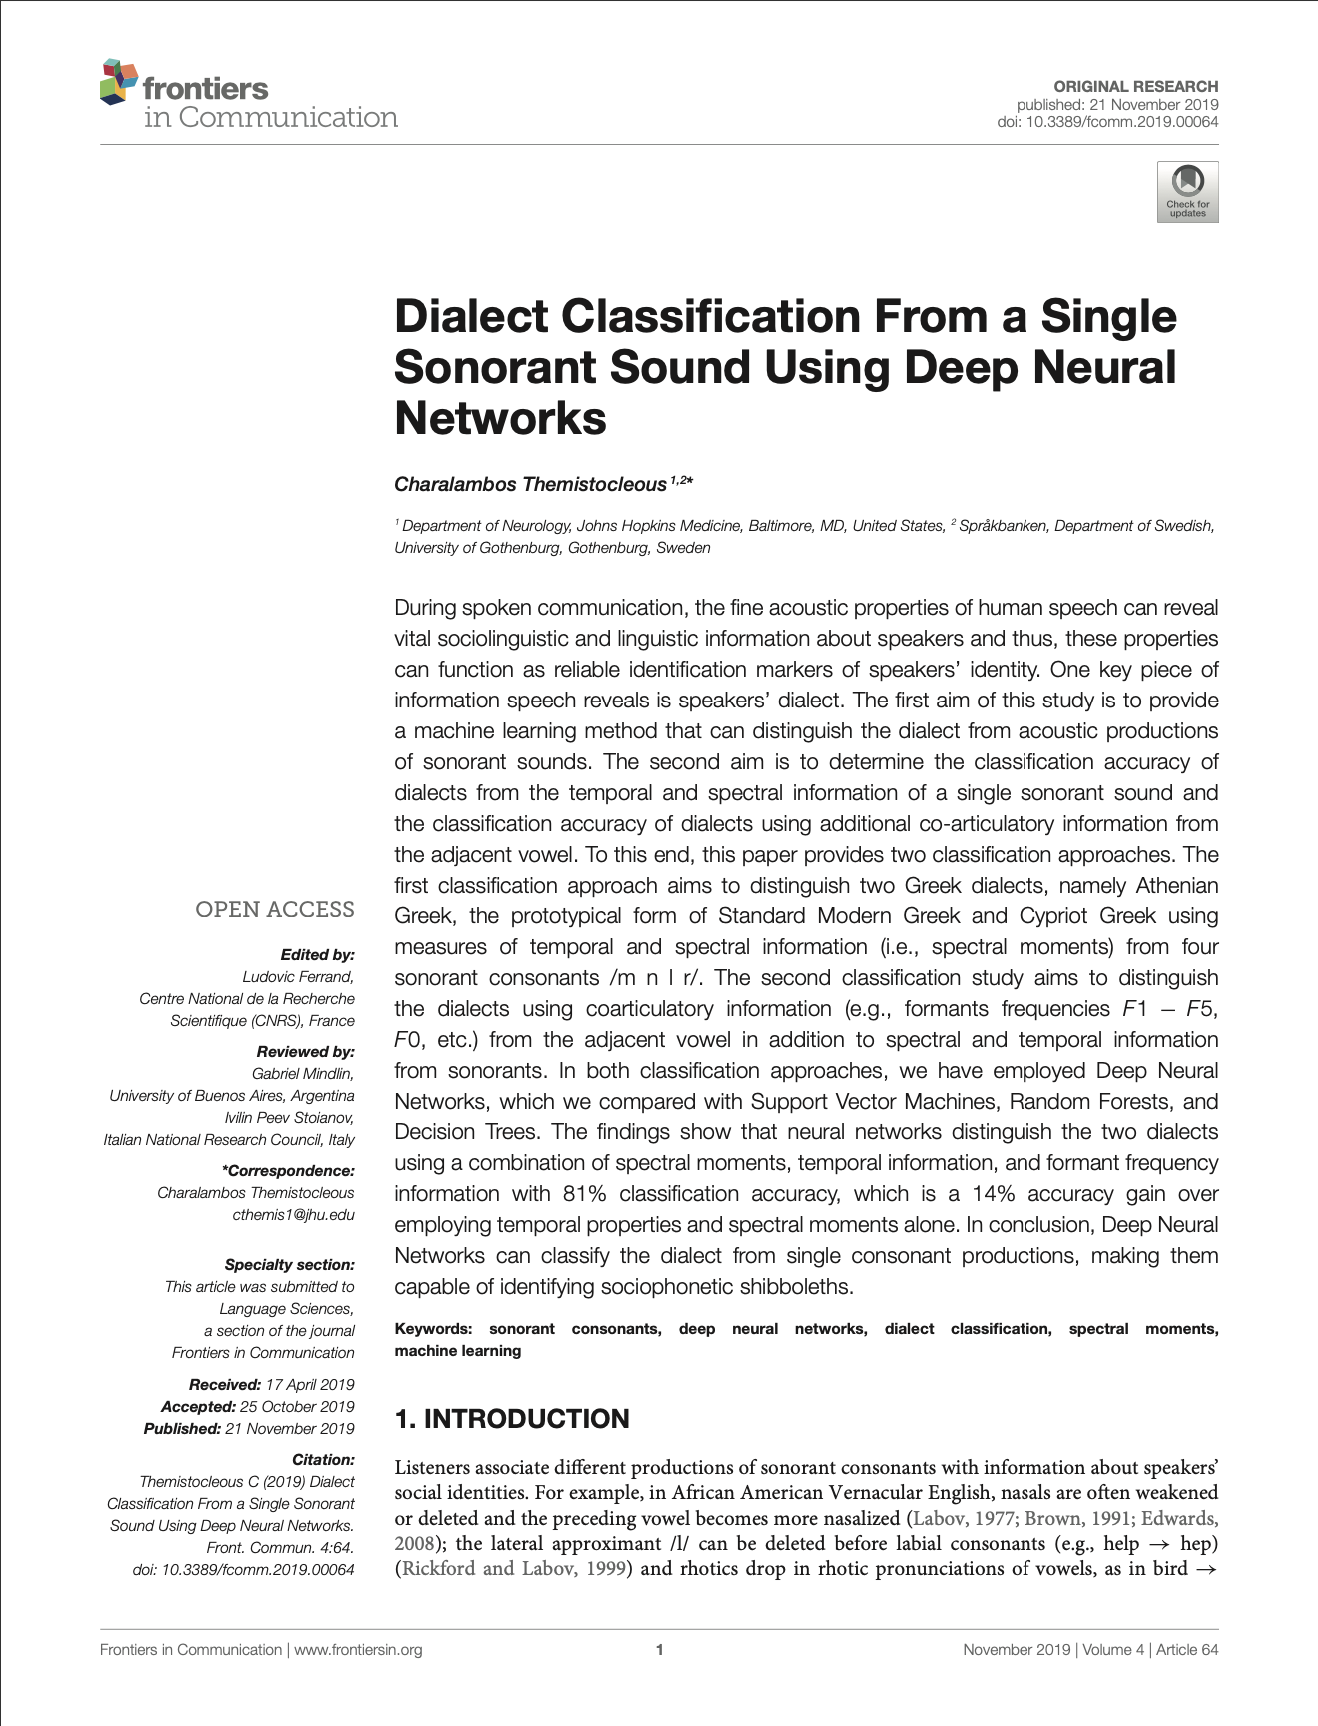 frontiers
in Communication
ORIGINAL RESEARCH
published: 21 November 2019
doi: 10.3389/fcomm.2019.00064
Check for
updates
Dialect Classification From a Single
Sonorant Sound Using Deep Neural
Networks
Charalambos Themistocleous 1,2*
1 Department of Neurology, Johns Hopkins Medicine, Baltimore, MD, United States, 2 Språkbanken, Department of Swedish,
University of Gothenburg, Gothenburg, Sweden
During spoken communication, the fine acoustic properties of human speech can reveal
vital sociolinguistic and linguistic information about speakers and thus, these properties
can function as reliable identification markers of speakers’ identity. One key piece of
information speech reveals is speakers’ dialect. The first aim of this study is to provide
a machine learning method that can distinguish the dialect from acoustic productions
of sonorant sounds. The second aim is to determine the classification accuracy of
dialects from the temporal and spectral information of a single sonorant sound and
the classification accuracy of dialects using additional co-articulatory information from
the adjacent vowel. To this end, this paper provides two classification approaches. The
first classification approach aims to distinguish two Greek dialects, namely Athenian
Greek, the prototypical form of Standard Modern Greek and Cypriot Greek using
measures of temporal and spectral information (i.e., spectral moments) from four
sonorant consonants /m n l r/. The second classification study aims to distinguish
the dialects using coarticulatory information (e.g., formants frequencies F1 − F5,
F0, etc.) from the adjacent vowel in addition to spectral and temporal information
from sonorants. In both classification approaches, we have employed Deep Neural
Networks, which we compared with Support Vector Machines, Random Forests, and
Decision Trees. The findings show that neural networks distinguish the two dialects
using a combination of spectral moments, temporal information, and formant frequency
information with 81% classification accuracy, which is a 14% accuracy gain over
employing temporal properties and spectral moments alone. In conclusion, Deep Neural
Networks can classify the dialect from single consonant productions, making them
capable of identifying sociophonetic shibboleths.
Keywords: sonorant consonants, deep neural networks, dialect classification, spectral moments,
machine learning
OPEN ACCESS
Edited by:
Ludovic Ferrand,
Centre National de la Recherche
Scientifique (CNRS), France
Reviewed by:
Gabriel Mindlin,
University of Buenos Aires, Argentina
Ivilin Peev Stoianov,
Italian National Research Council, Italy
*Correspondence:
Charalambos Themistocleous
cthemis1@jhu.edu
Specialty section:
This article was submitted to
Language Sciences,
a section of the journal
Frontiers in Communication
Received: 17 April 2019
Accepted: 25 October 2019
Published: 21 November 2019
Citation:
Themistocleous C (2019) Dialect
Classification From a Single Sonorant
Sound Using Deep Neural Networks.
Front. Commun. 4:64.
doi: 10.3389/fcomm.2019.00064
1. INTRODUCTION
Listeners associate different productions of sonorant consonants with information about speakers’
social identities. For example, in African American Vernacular English, nasals are often weakened
or deleted and the preceding vowel becomes more nasalized (Labov, 1977; Brown, 1991; Edwards,
2008); the lateral approximant /l/ can be deleted before labial consonants (e.g., help → hep)
(Rickford and Labov, 1999) and rhotics drop in rhotic pronunciations of vowels, as in bird →
Frontiers in Communication | www.frontiersin.org
1
November 2019 | Volume 4 | Article 64